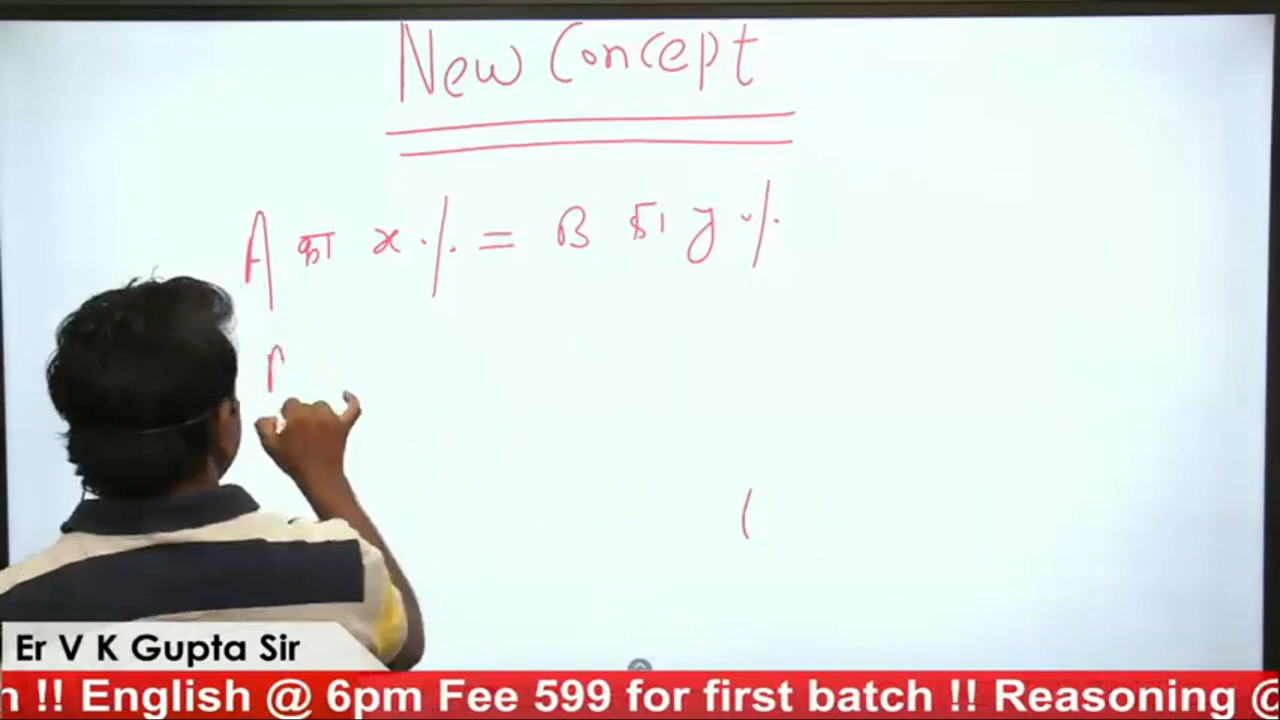 New Concept
A का x % = B का y %
Er V K Gupta Sir
h !! English @ 6pm Fee 599 for first batch !! Reasoning @